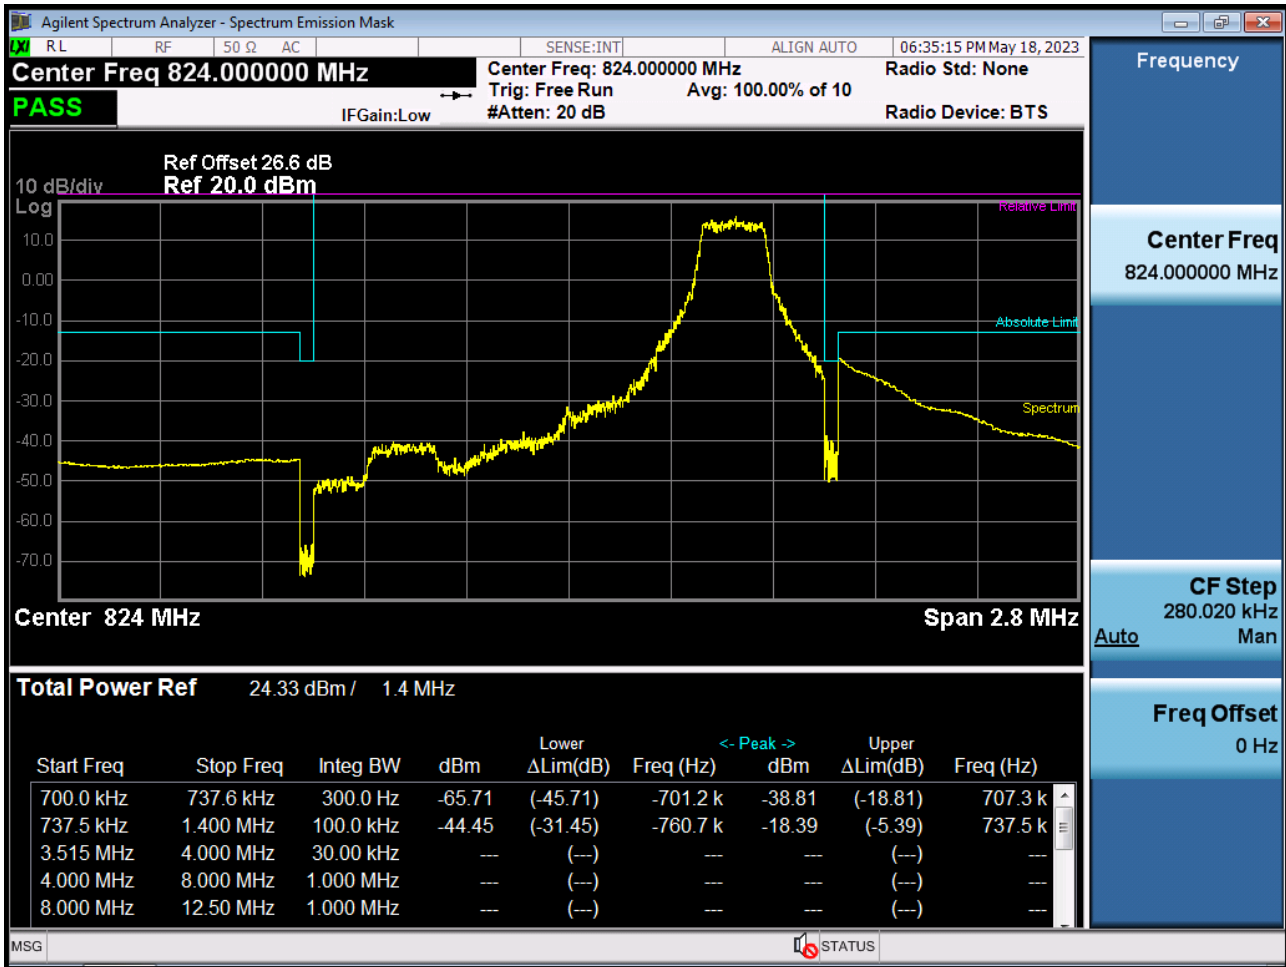 Agilent Spectrum Analyzer - Spectrum Emission Mask
LXI RL RF 50 Ω AC SENSE:INT ALIGN AUTO 06:35:15 PM May 18, 2023
Center Freq 824.000000 MHz
Center Freq: 824.000000 MHz Radio Std: None
Trig: Free Run Avg: 100.00% of 10
PASS IFGain:Low #Atten: 20 dB Radio Device: BTS
Ref Offset 26.6 dB
10 dB/div Ref 20.0 dBm
Log
Relative Limit
10.0
0.00
-10.0
Absolute Limit
-20.0
-30.0
Spectrum
-40.0
-50.0
-60.0
-70.0
Center 824 MHz Span 2.8 MHz
Total Power Ref 24.33 dBm / 1.4 MHz
Lower <- Peak -> Upper
Start Freq Stop Freq Integ BW dBm ΔLim(dB) Freq (Hz) dBm ΔLim(dB) Freq (Hz)
700.0 kHz 737.6 kHz 300.0 Hz -65.71 (-45.71) -701.2 k -38.81 (-18.81) 707.3 k
737.5 kHz 1.400 MHz 100.0 kHz -44.45 (-31.45) -760.7 k -18.39 (-5.39) 737.5 k
3.515 MHz 4.000 MHz 30.00 kHz --- (---) --- --- (---) ---
4.000 MHz 8.000 MHz 1.000 MHz --- (---) --- --- (---) ---
8.000 MHz 12.50 MHz 1.000 MHz --- (---) --- --- (---) ---
MSG STATUS
Frequency
Center Freq
824.000000 MHz
CF Step
280.020 kHz
Auto Man
Freq Offset
0 Hz